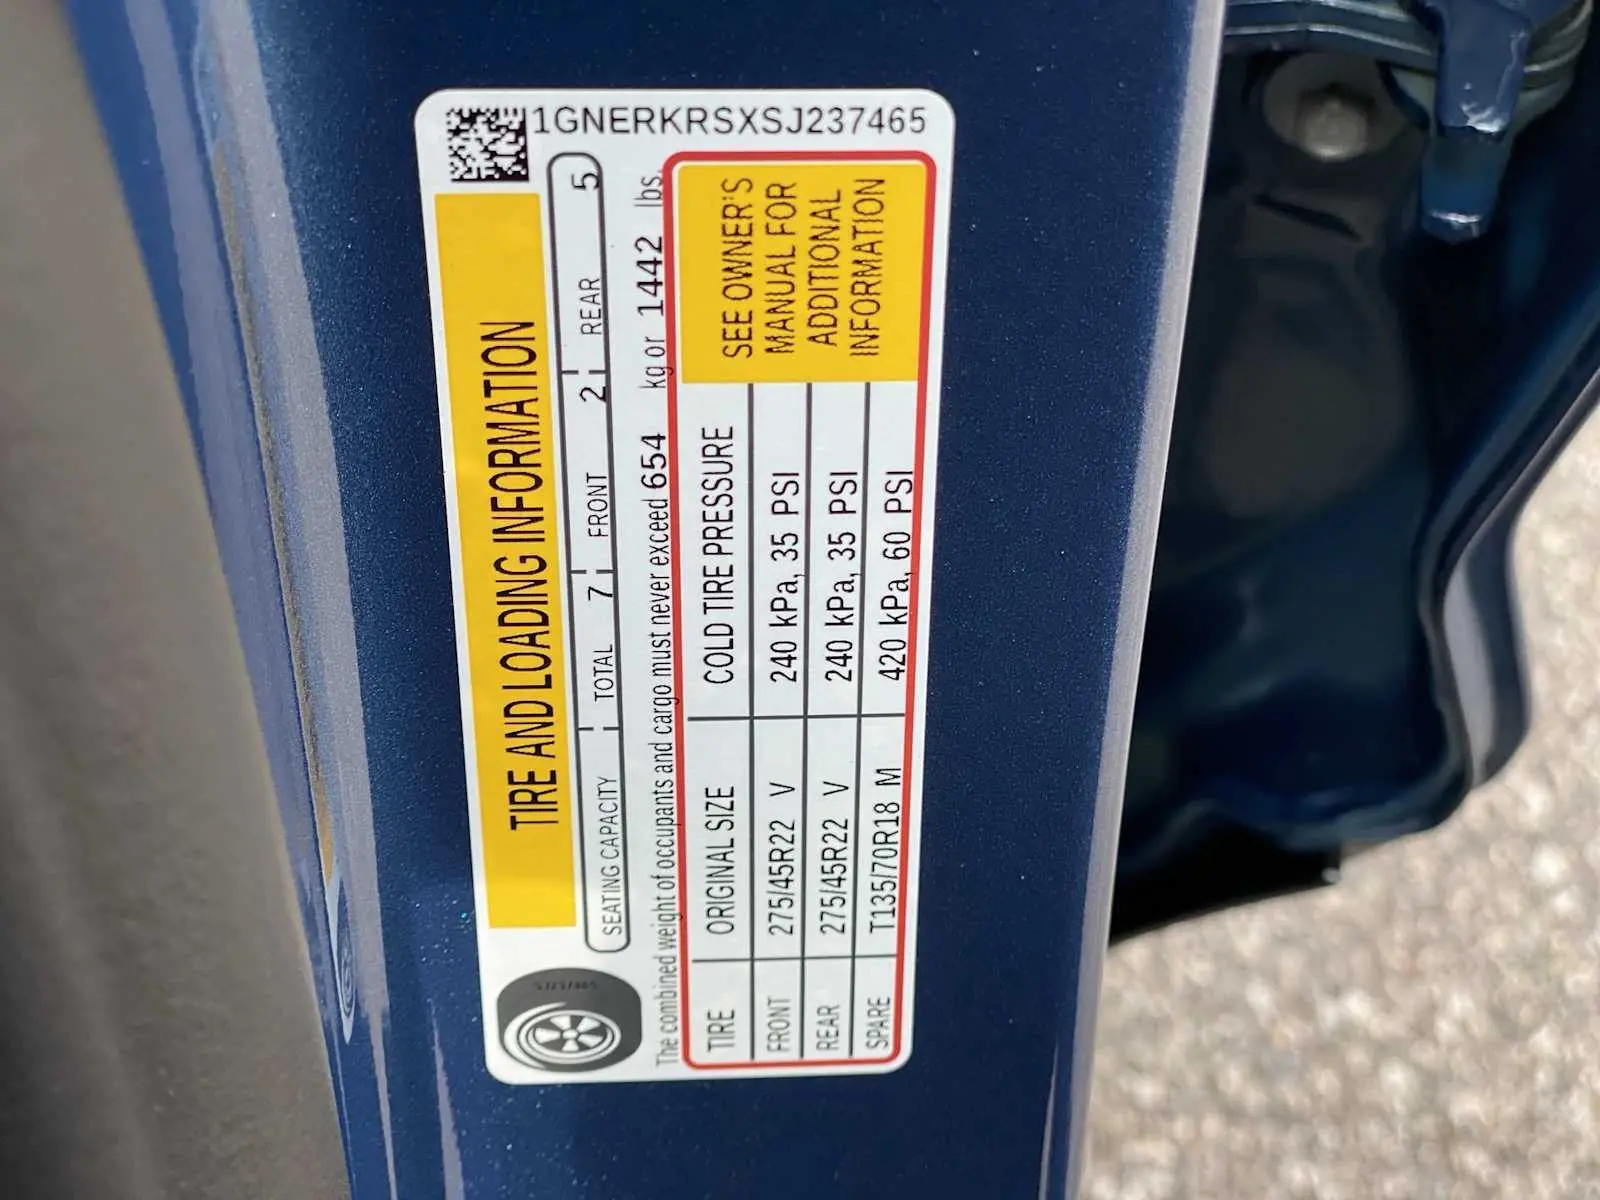 1GNERKRSXSJ237465
TIRE AND LOADING INFORMATION
SEATING CAPACITY TOTAL 7 FRONT 2 REAR 5
The combined weight of occupants and cargo must never exceed 654 kg or 1442 lbs.
TIRE ORIGINAL SIZE COLD TIRE PRESSURE
FRONT 275/45R22 V 240 kPa, 35 PSI
REAR 275/45R22 V 240 kPa, 35 PSI
SPARE T135/70R18 M 420 kPa, 60 PSI
SEE OWNER'S
MANUAL FOR
ADDITIONAL
INFORMATION